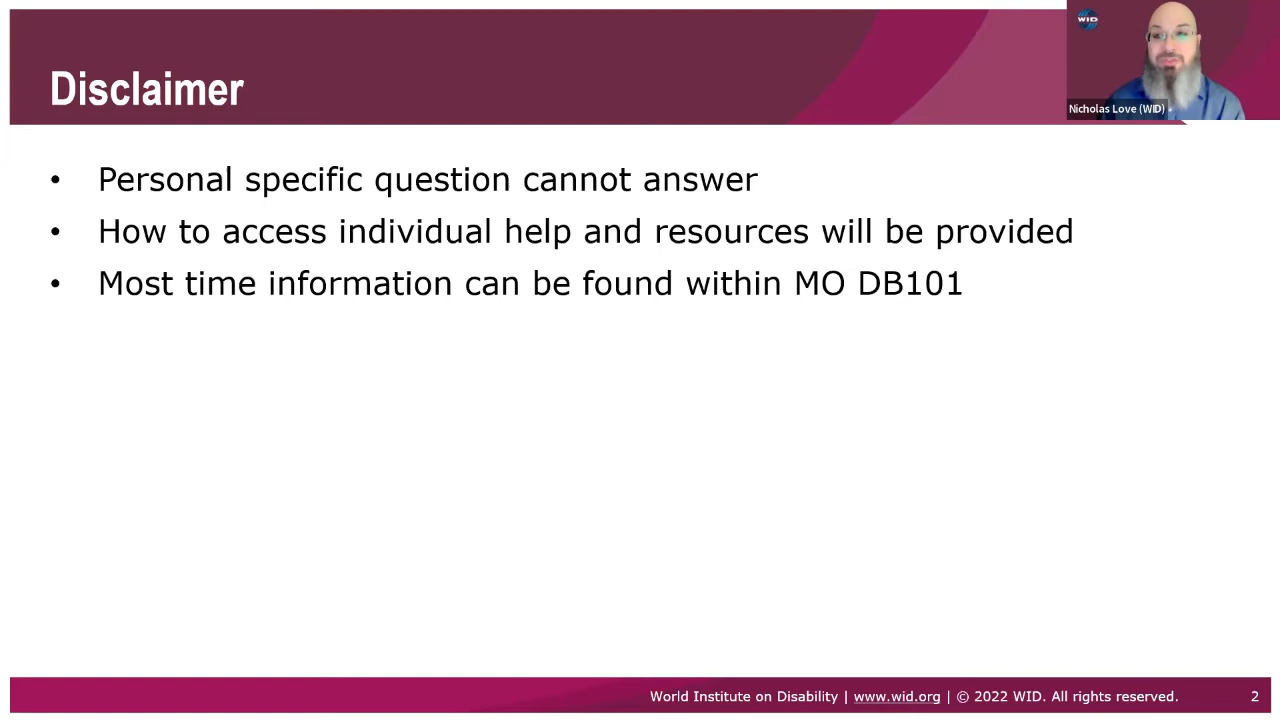 Disclaimer
WID
Nicholas Love (WID)
• Personal specific question cannot answer
• How to access individual help and resources will be provided
• Most time information can be found within MO DB101
World Institute on Disability | www.wid.org | © 2022 WID. All rights reserved. 2